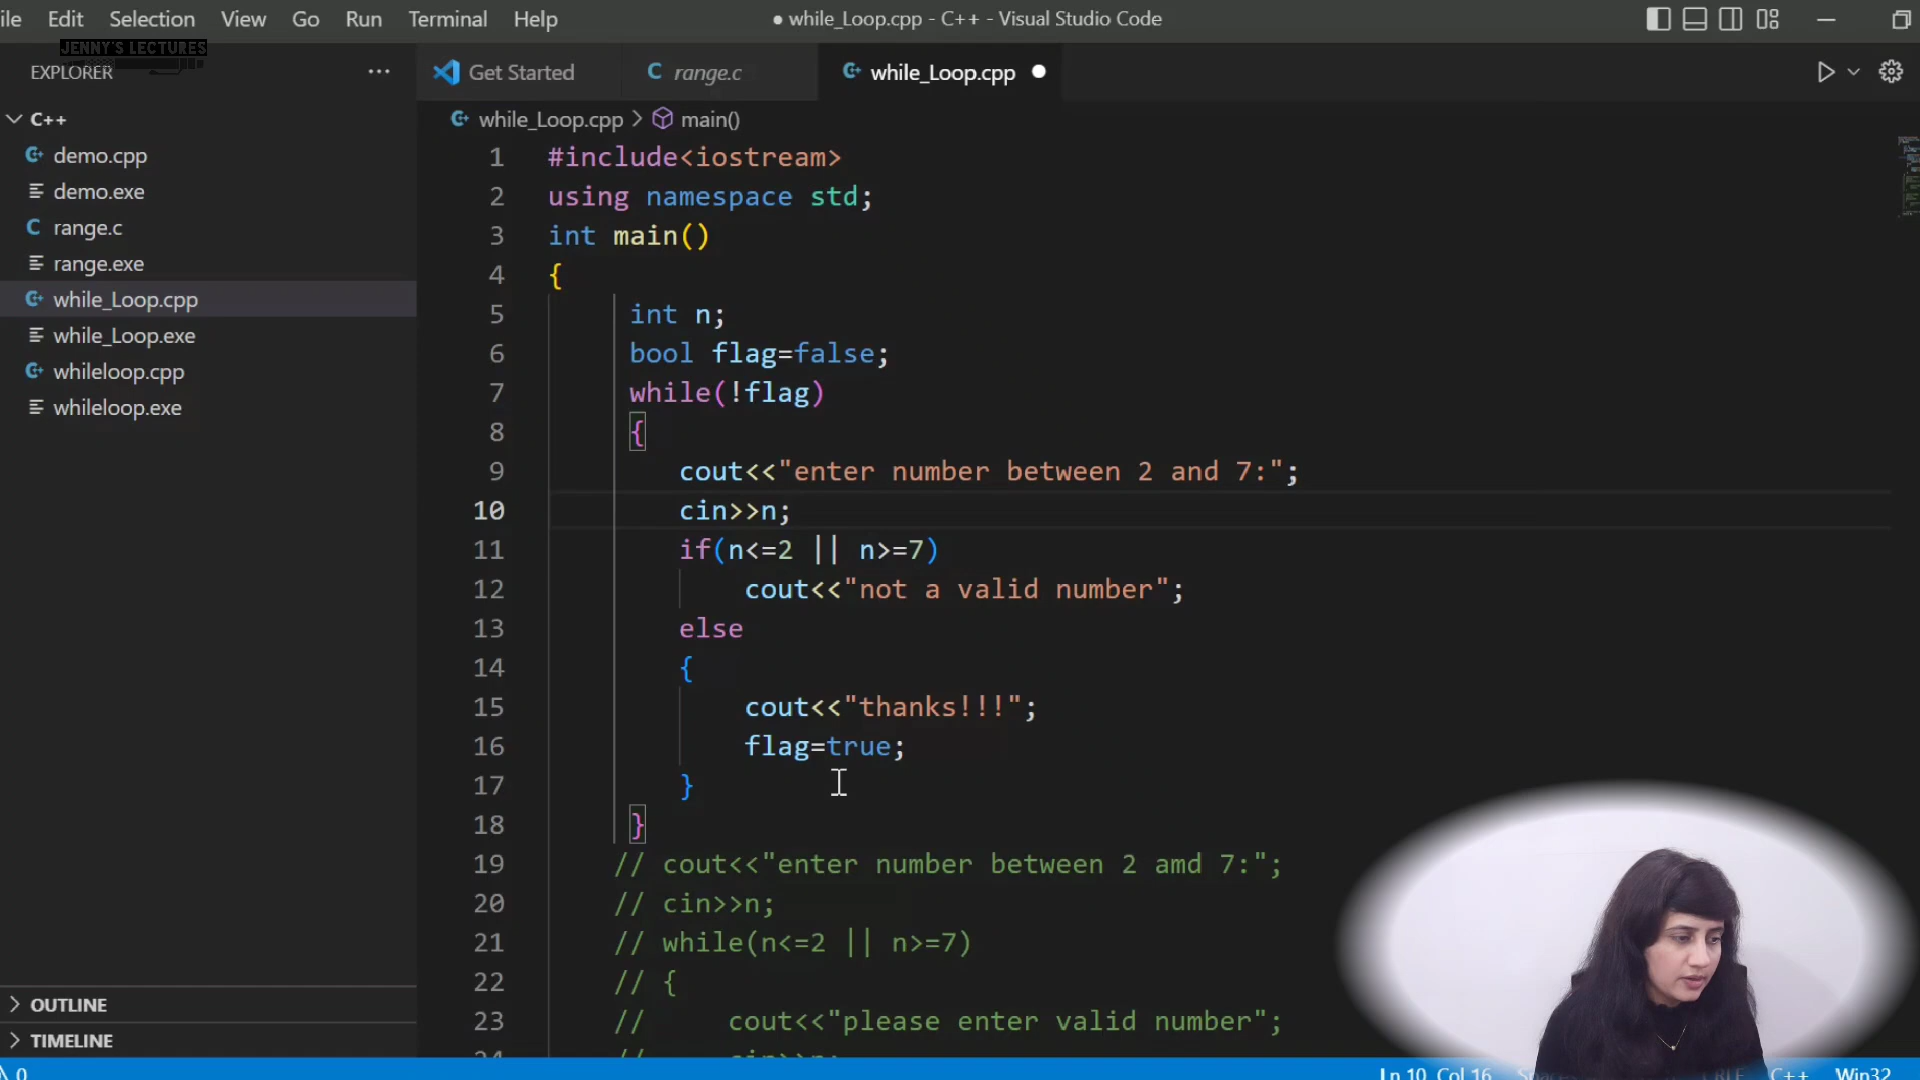 ile Edit Selection View Go Run Terminal Help
● while_Loop.cpp - C++ - Visual Studio Code
JENNY'S LECTURES
EXPLORER
Get Started
range.c
while_Loop.cpp
C++
demo.cpp
demo.exe
range.c
range.exe
while_Loop.cpp
while_Loop.exe
whileloop.cpp
whileloop.exe
OUTLINE
TIMELINE
while_Loop.cpp > main()
1 #include<iostream>
2 using namespace std;
3 int main()
4 {
5 int n;
6 bool flag=false;
7 while(!flag)
8 {
9 cout<<"enter number between 2 and 7:";
10 cin>>n;
11 if(n<=2 || n>=7)
12 cout<<"not a valid number";
13 else
14 {
15 cout<<"thanks!!!";
16 flag=true;
17 }
18 }
19 // cout<<"enter number between 2 amd 7:";
20 // cin>>n;
21 // while(n<=2 || n>=7)
22 // {
23 // cout<<"please enter valid number";
24 // cin>>n;
0
Ln 10, Col 16 CRLF C++ Win32